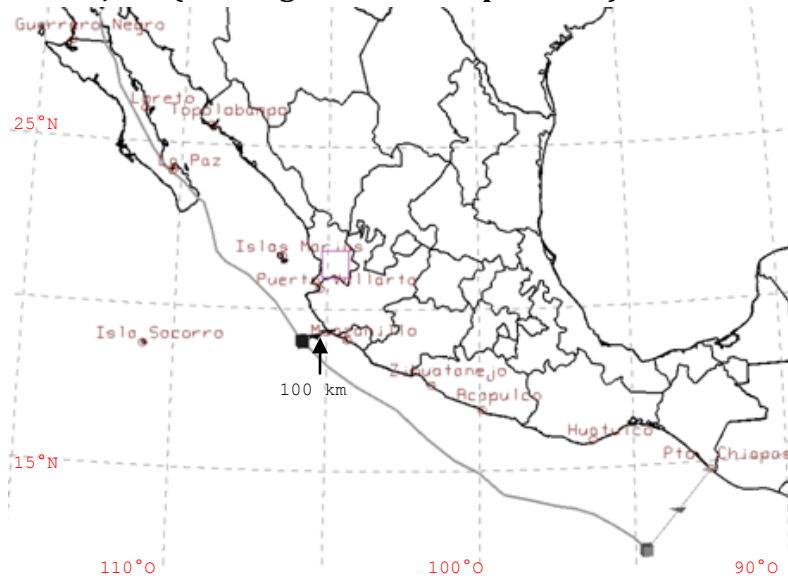 Guerrero Negro
Loreto
Topolobampo
25°N
La Paz
Islas Marias
Puerto Vallarta
Isla Socorro
Manzanillo
100 km
Zihuatanejo
Acapulco
Huatulco
Pto. Chiapas
15°N
110°O
100°O
90°O